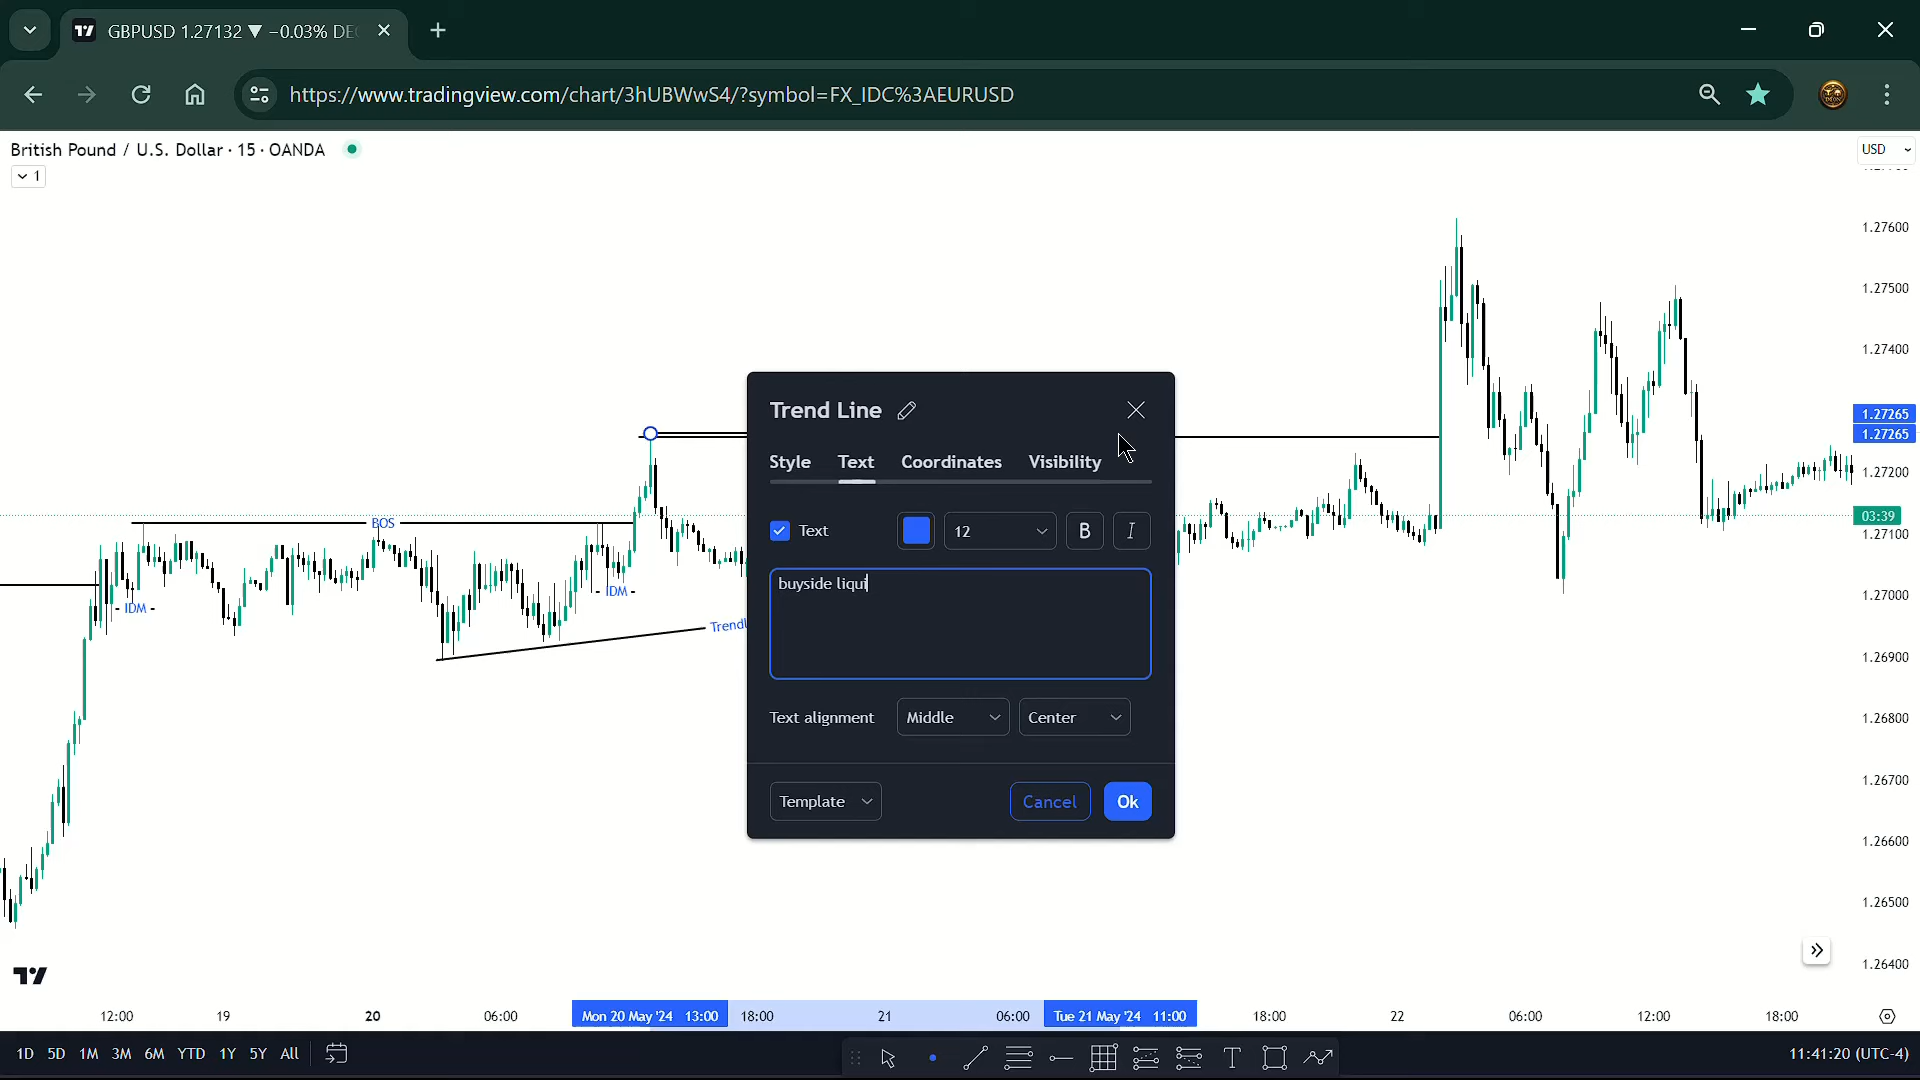 GBPUSD 1.27132 ▼ −0.03% DE
https://www.tradingview.com/chart/3hUBWwS4/?symbol=FX_IDC%3AEURUSD
British Pound / U.S. Dollar · 15 · OANDA
USD
1
1.27600
1.27500
1.27400
1.27265
1.27265
1.27200
03:39
1.27100
1.27000
1.26900
1.26800
1.26700
1.26600
1.26500
1.26400
BOS
- IDM -
- IDM -
Trendl
Trend Line
Style Text Coordinates Visibility
Text 12 B I
buyside liqui
Text alignment Middle Center
Template Cancel Ok
12:00 19 20 06:00 Mon 20 May '24 13:00 18:00 21 06:00 Tue 21 May '24 11:00 18:00 22 06:00 12:00 18:00
1D 5D 1M 3M 6M YTD 1Y 5Y All T 11:41:20 (UTC-4)